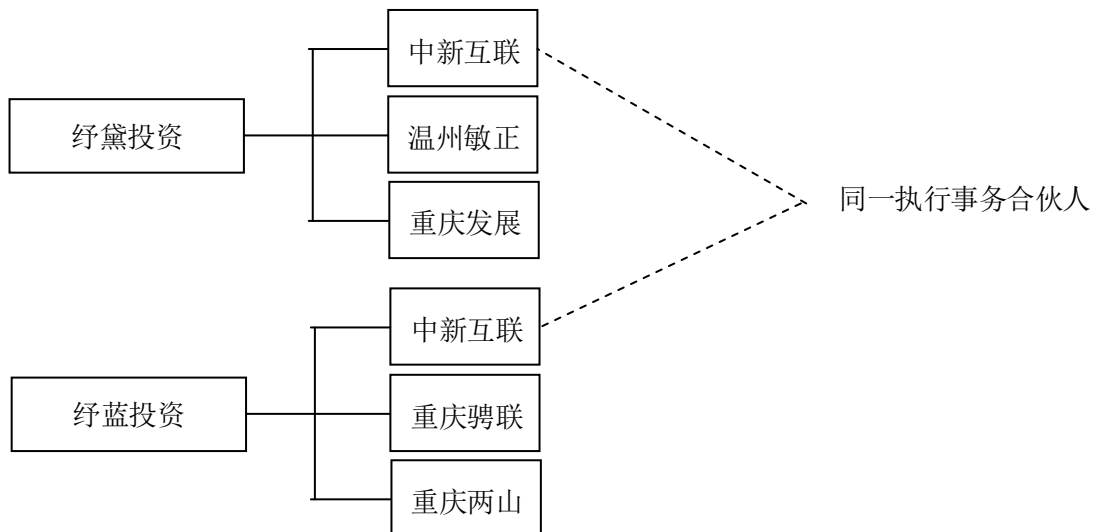 中新互联
纾黛投资
温州敏正
同一执行事务合伙人
重庆发展
中新互联
纾蓝投资
重庆骋联
重庆两山